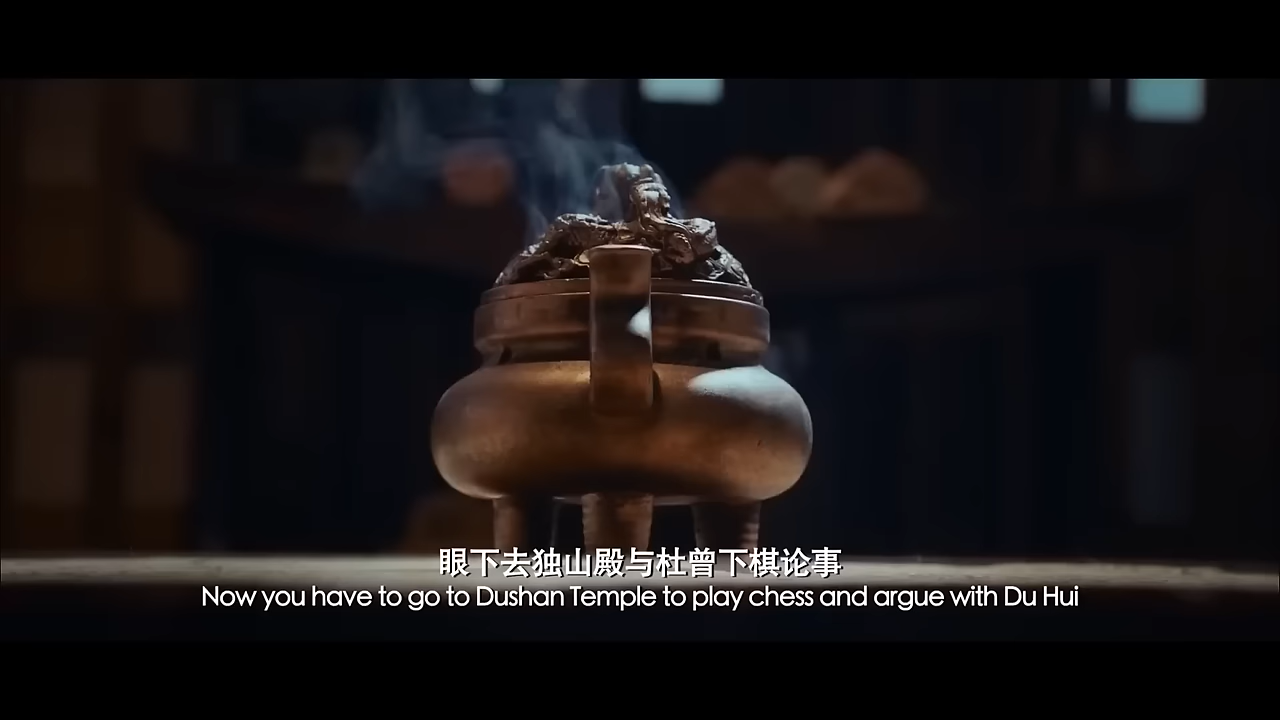 眼下去独山殿与杜曾下棋论事
Now you have to go to Dushan Temple to play chess and argue with Du Hui